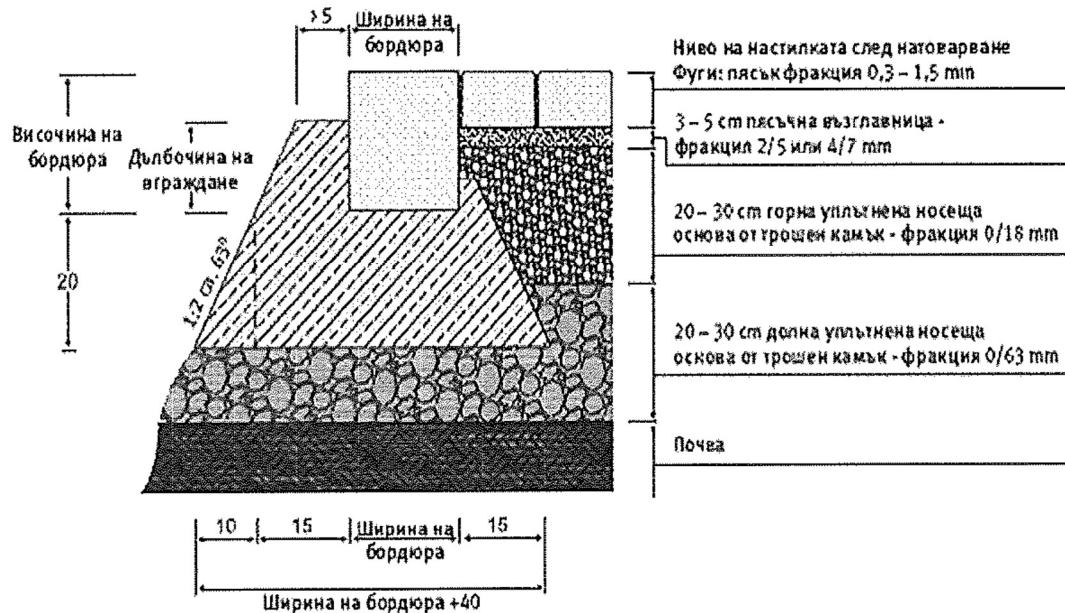 ›5
Ширина на
бордюра
Височина на
бордюра
Дълбочина на
вграждане
20
1:2 са. 63°
Ниво на настилката след натоварване
Фуги: пясък фракция 0,3 – 1,5 mm
3 – 5 cm пясъчна възглавница -
фракция 2/5 или 4/7 mm
20 – 30 cm горна уплътнена носеща
основа от трошен камък - фракция 0/18 mm
20 – 30 cm долна уплътнена носеща
основа от трошен камък - фракция 0/63 mm
Почва
10
15
Ширина на
бордюра
15
Ширина на бордюра +40